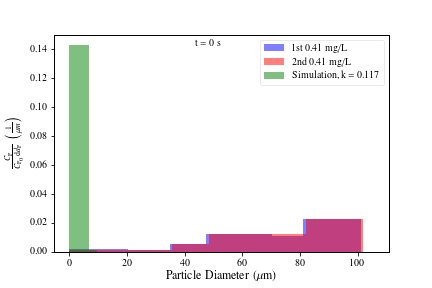 t = 0 s
1st 0.41 mg/L
2nd 0.41 mg/L
Simulation, k = 0.117
0.14
0.12
0.10
0.08
0.06
0.04
0.02
0.00
0 20 40 60 80 100
Particle Diameter (μm)